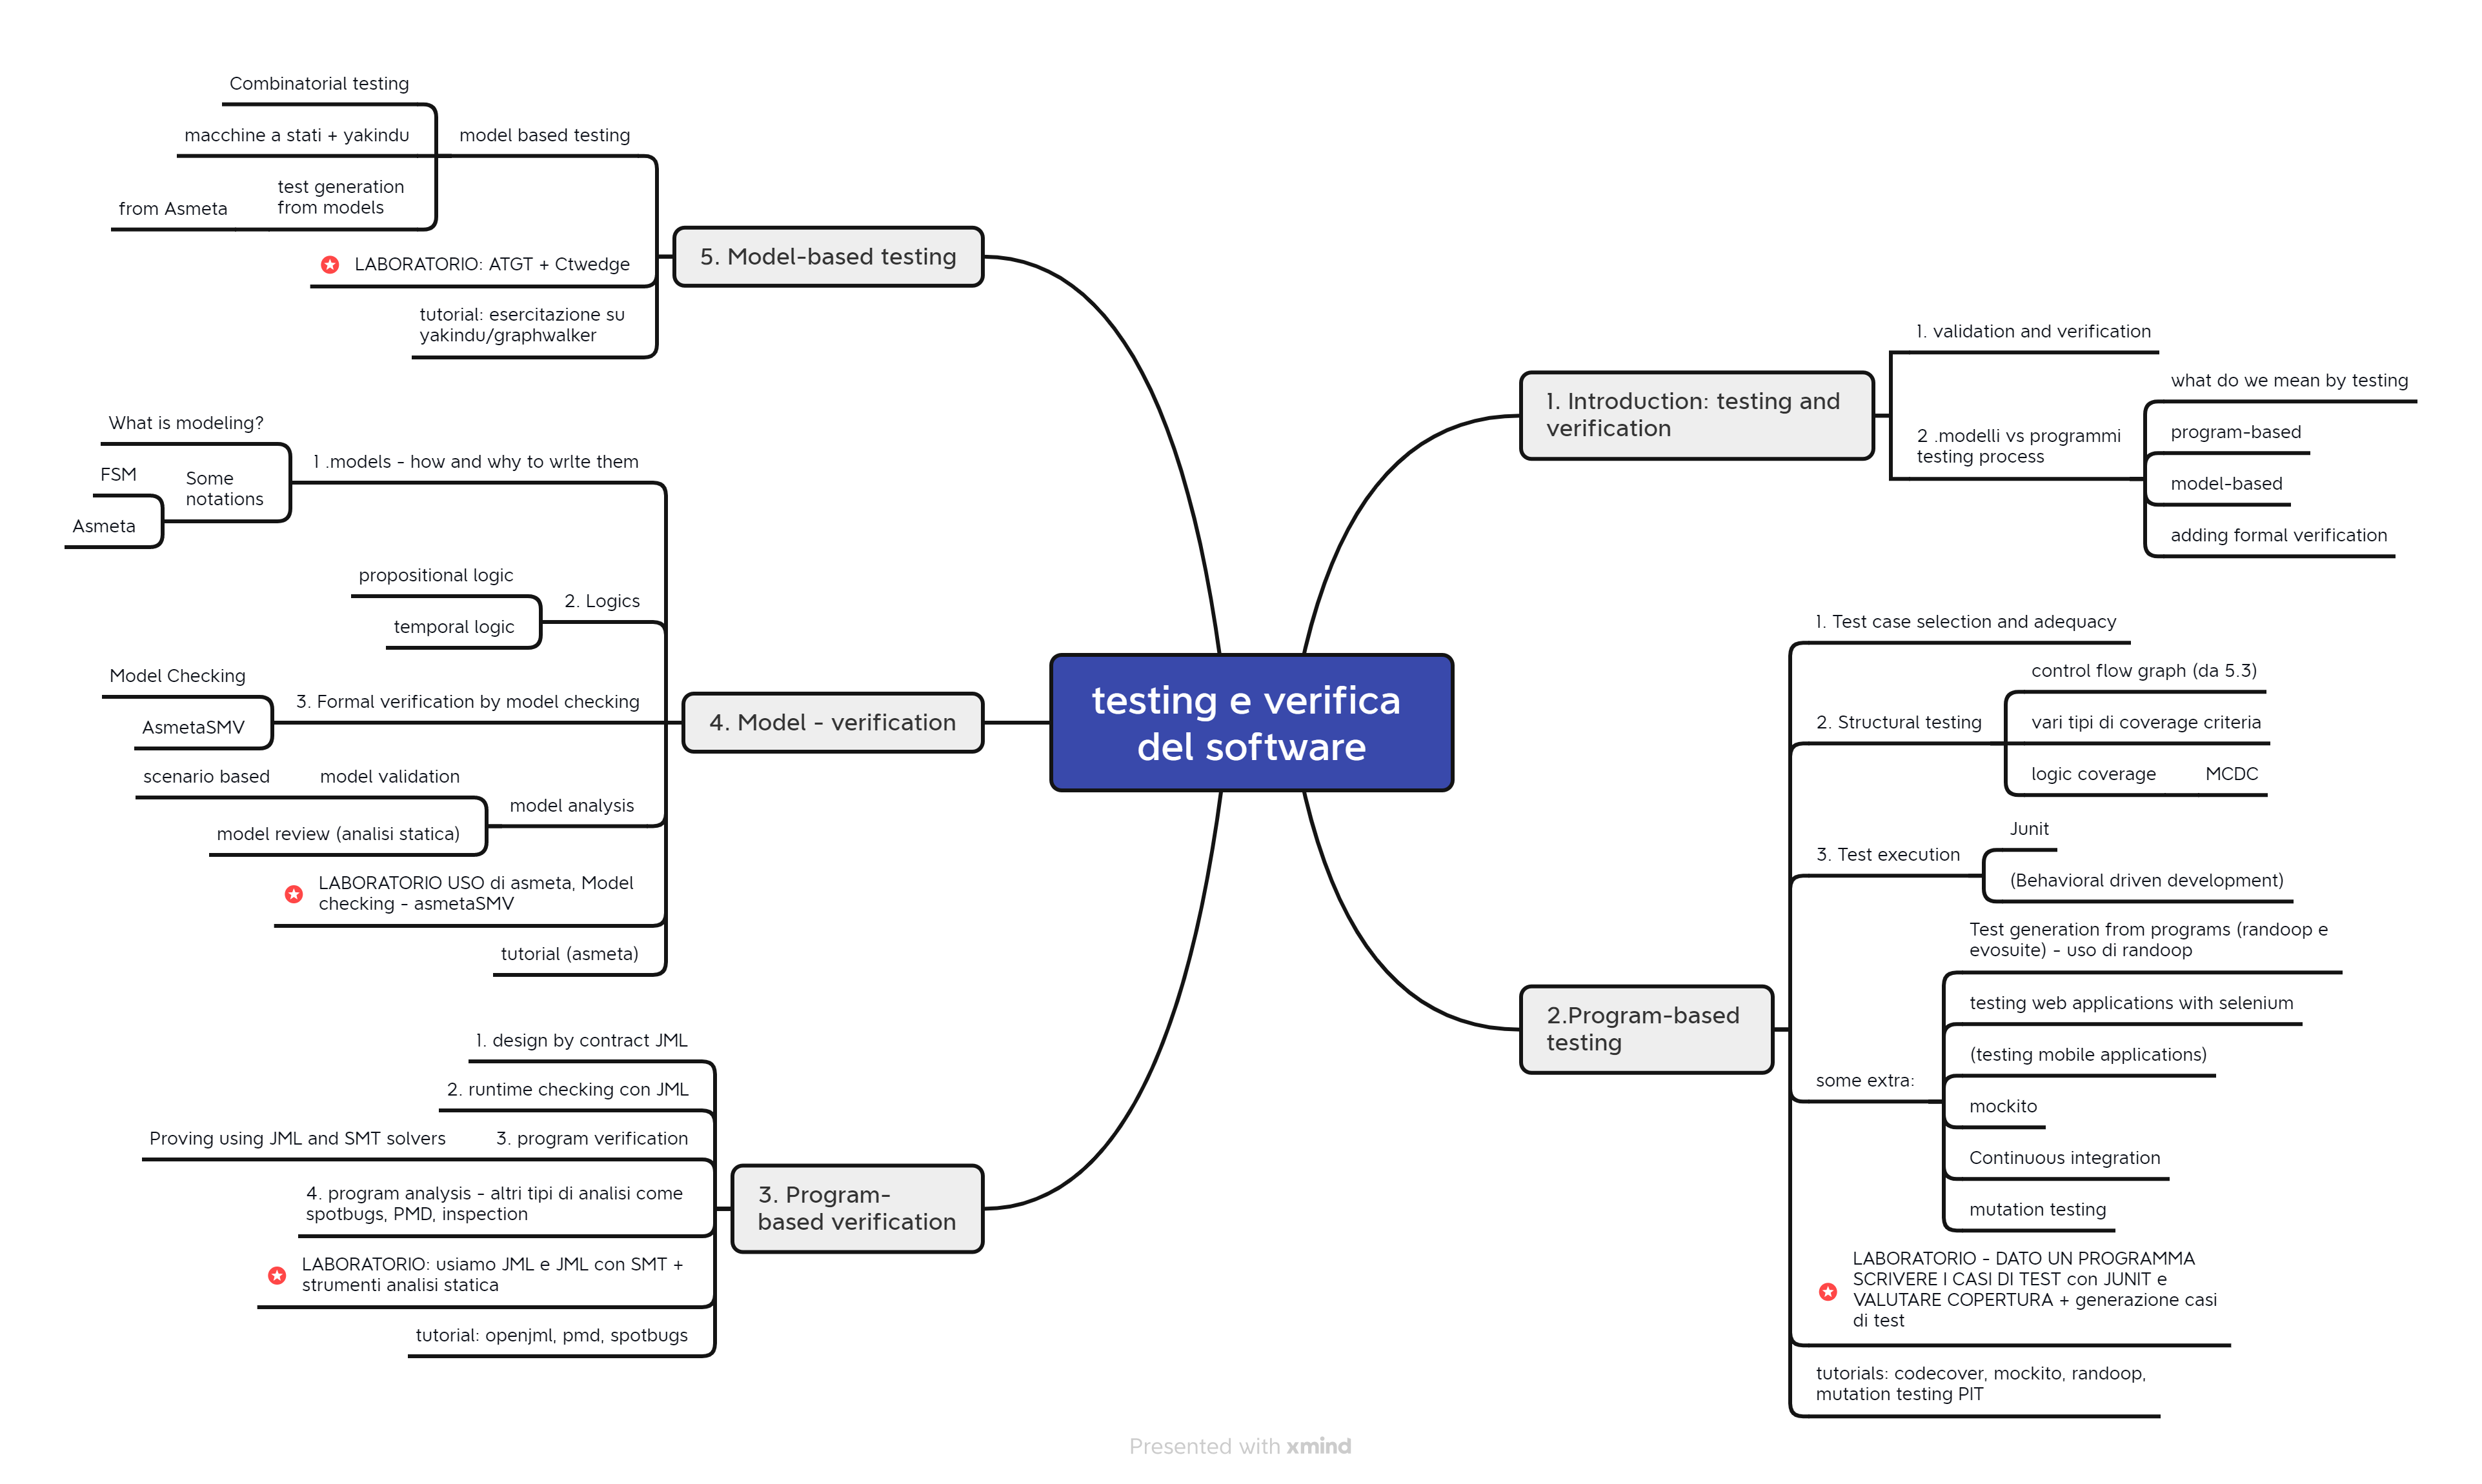 testing e verifica
del software
1. Introduction: testing and
verification
1. validation and verification
2 .modelli vs programmi
testing process
what do we mean by testing
program-based
model-based
adding formal verification
2.Program-based
testing
1. Test case selection and adequacy
2. Structural testing
control flow graph (da 5.3)
vari tipi di coverage criteria
logic coverage
MCDC
3. Test execution
Junit
(Behavioral driven development)
some extra:
Test generation from programs (randoop e
evosuite) - uso di randoop
testing web applications with selenium
(testing mobile applications)
mockito
Continuous integration
mutation testing
LABORATORIO - DATO UN PROGRAMMA
SCRIVERE I CASI DI TEST con JUNIT e
VALUTARE COPERTURA + generazione casi
di test
tutorials: codecover, mockito, randoop,
mutation testing PIT
3. Program-
based verification
1. design by contract JML
2. runtime checking con JML
3. program verification
Proving using JML and SMT solvers
4. program analysis - altri tipi di analisi come
spotbugs, PMD, inspection
LABORATORIO: usiamo JML e JML con SMT +
strumenti analisi statica
tutorial: openjml, pmd, spotbugs
4. Model - verification
1 .models - how and why to wrIte them
What is modeling?
Some
notations
FSM
Asmeta
2. Logics
propositional logic
temporal logic
3. Formal verification by model checking
Model Checking
AsmetaSMV
model analysis
model validation
scenario based
model review (analisi statica)
LABORATORIO USO di asmeta, Model
checking - asmetaSMV
tutorial (asmeta)
5. Model-based testing
model based testing
Combinatorial testing
macchine a stati + yakindu
test generation
from models
from Asmeta
LABORATORIO: ATGT + Ctwedge
tutorial: esercitazione su
yakindu/graphwalker
Presented with xmind